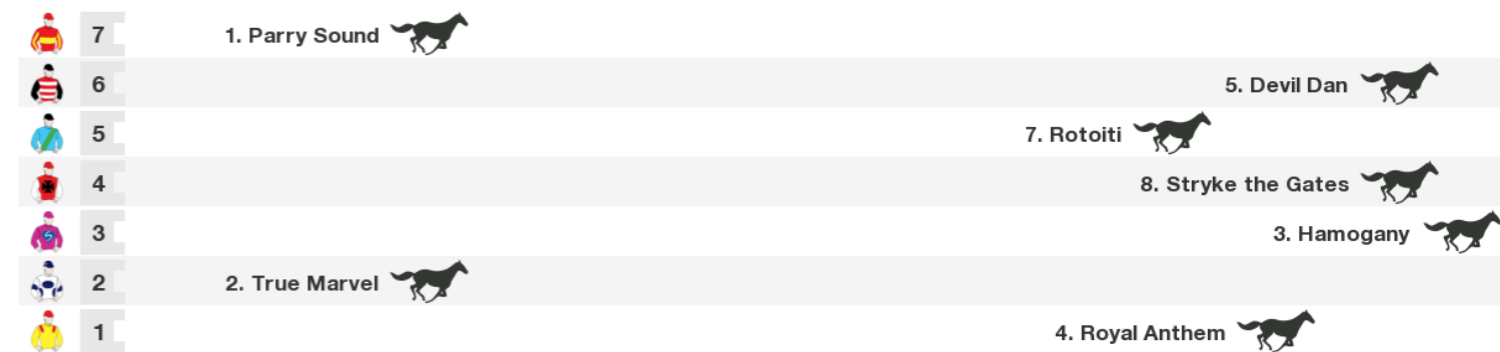 7 1. Parry Sound
6 5. Devil Dan
5 7. Rotoiti
4 8. Stryke the Gates
3 3. Hamogany
2 2. True Marvel
1 4. Royal Anthem